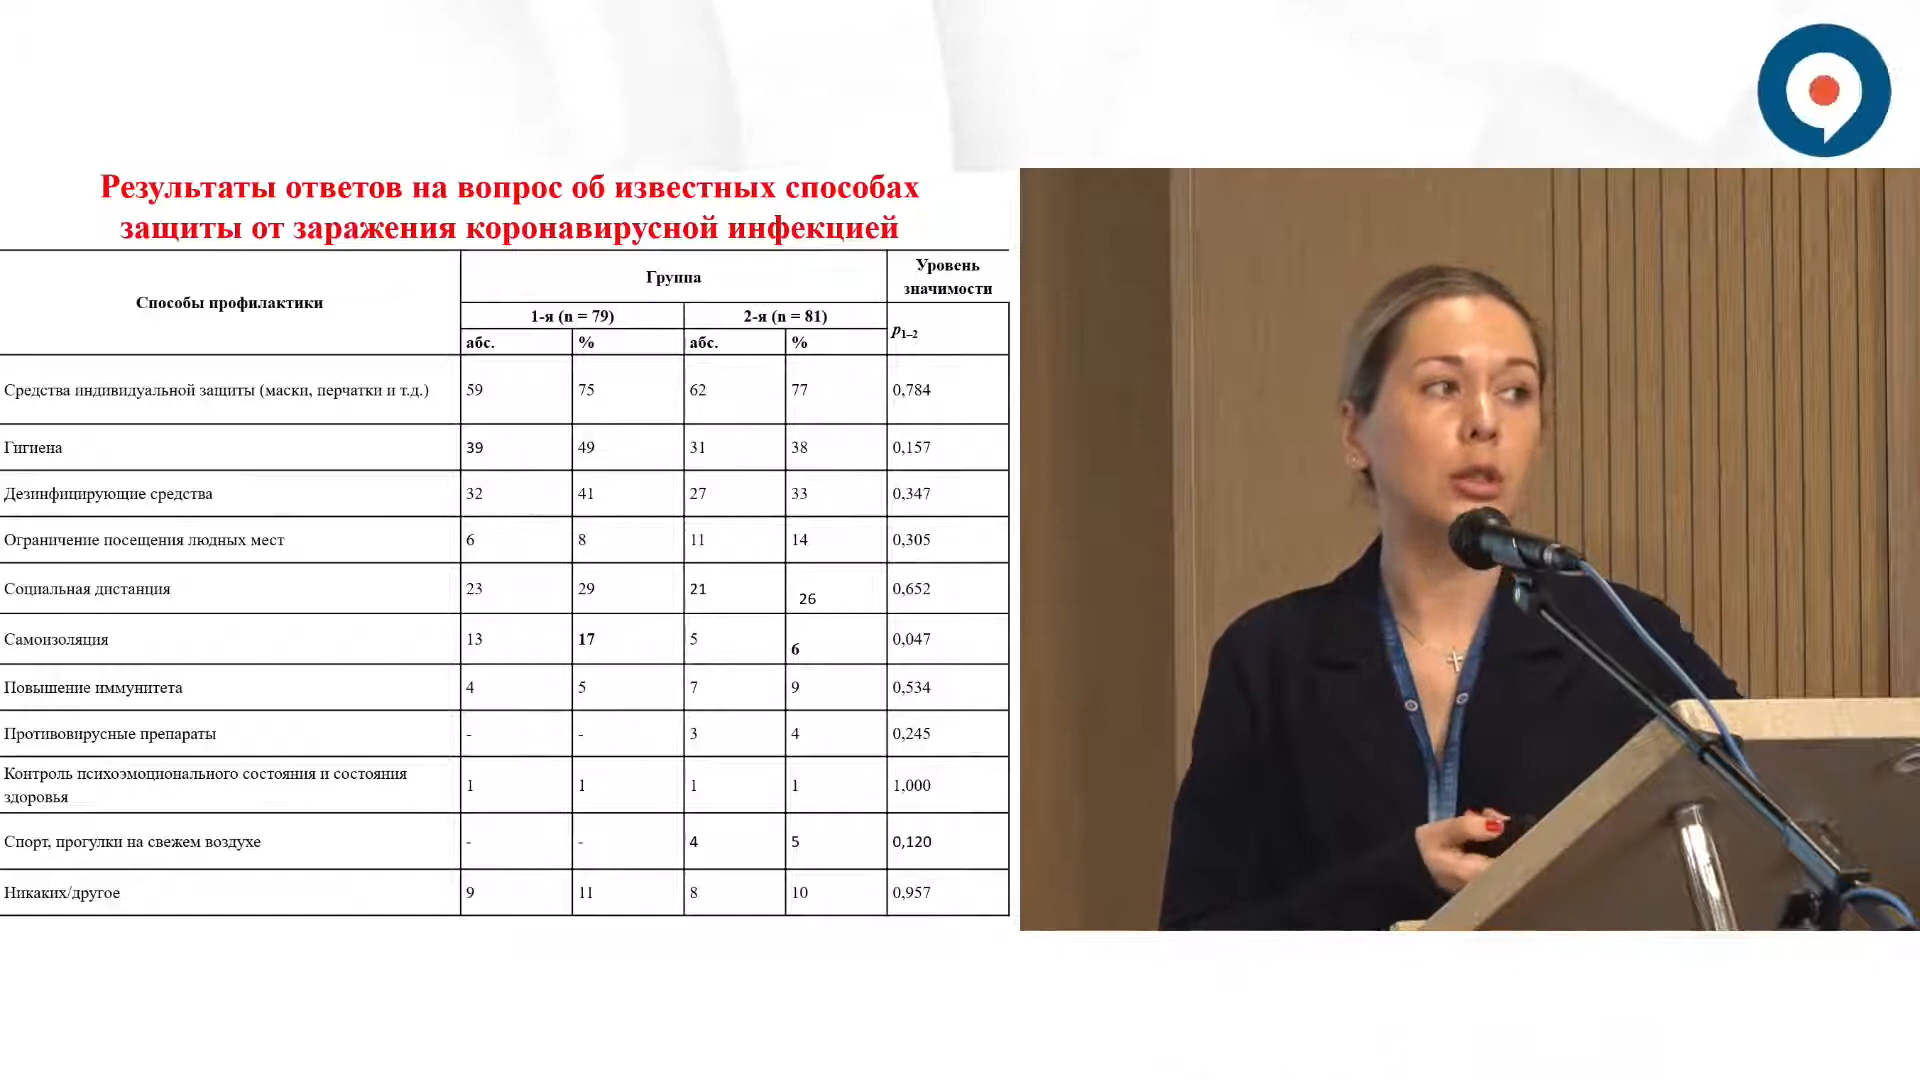 Результаты ответов на вопрос об известных способах
защиты от заражения коронавирусной инфекцией
Способы профилактики
Группа
Уровень
значимости
1-я (n = 79)
2-я (n = 81)
p1–2
абс.
%
абс.
%
Средства индивидуальной защиты (маски, перчатки и т.д.) 59 75 62 77 0,784
Гигиена 39 49 31 38 0,157
Дезинфицирующие средства 32 41 27 33 0,347
Ограничение посещения людных мест 6 8 11 14 0,305
Социальная дистанция 23 29 21 26 0,652
Самоизоляция 13 17 5 6 0,047
Повышение иммунитета 4 5 7 9 0,534
Противовирусные препараты - - 3 4 0,245
Контроль психоэмоционального состояния и состояния
здоровья 1 1 1 1 1,000
Спорт, прогулки на свежем воздухе - - 4 5 0,120
Никаких/другое 9 11 8 10 0,957